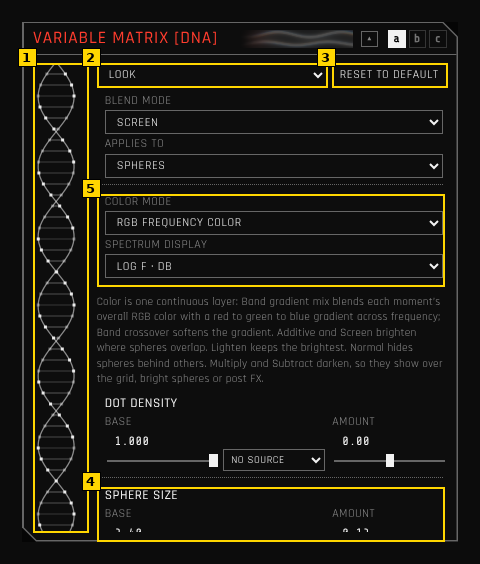 VARIABLE MATRIX [DNA]
a b c
1 2 3
LOOK
RESET TO DEFAULT
BLEND MODE
SCREEN
APPLIES TO
SPHERES
5
COLOR MODE
RGB FREQUENCY COLOR
SPECTRUM DISPLAY
LOG F · DB
Color is one continuous layer: Band gradient mix blends each moment's
overall RGB color with a red to green to blue gradient across frequency;
Band crossover softens the gradient. Additive and Screen brighten
where spheres overlap. Lighten keeps the brightest. Normal hides
spheres behind others. Multiply and Subtract darken, so they show over
the grid, bright spheres or post FX.
DOT DENSITY
BASE AMOUNT
1.000 0.00
NO SOURCE
4
SPHERE SIZE
BASE AMOUNT